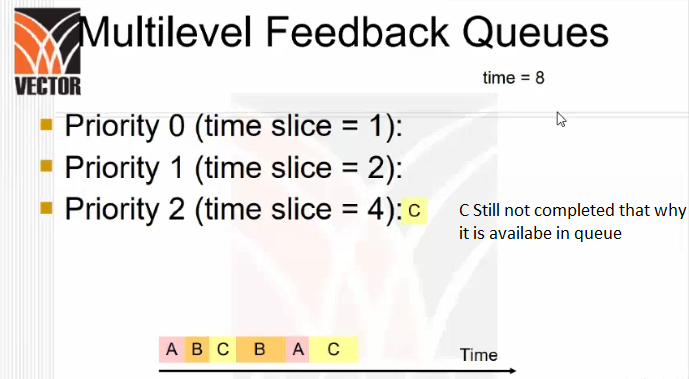 Multilevel Feedback Queues
VECTOR
time = 8
Priority 0 (time slice = 1):
Priority 1 (time slice = 2):
Priority 2 (time slice = 4): C
C Still not completed that why
it is availabe in queue
A B C B A C
Time